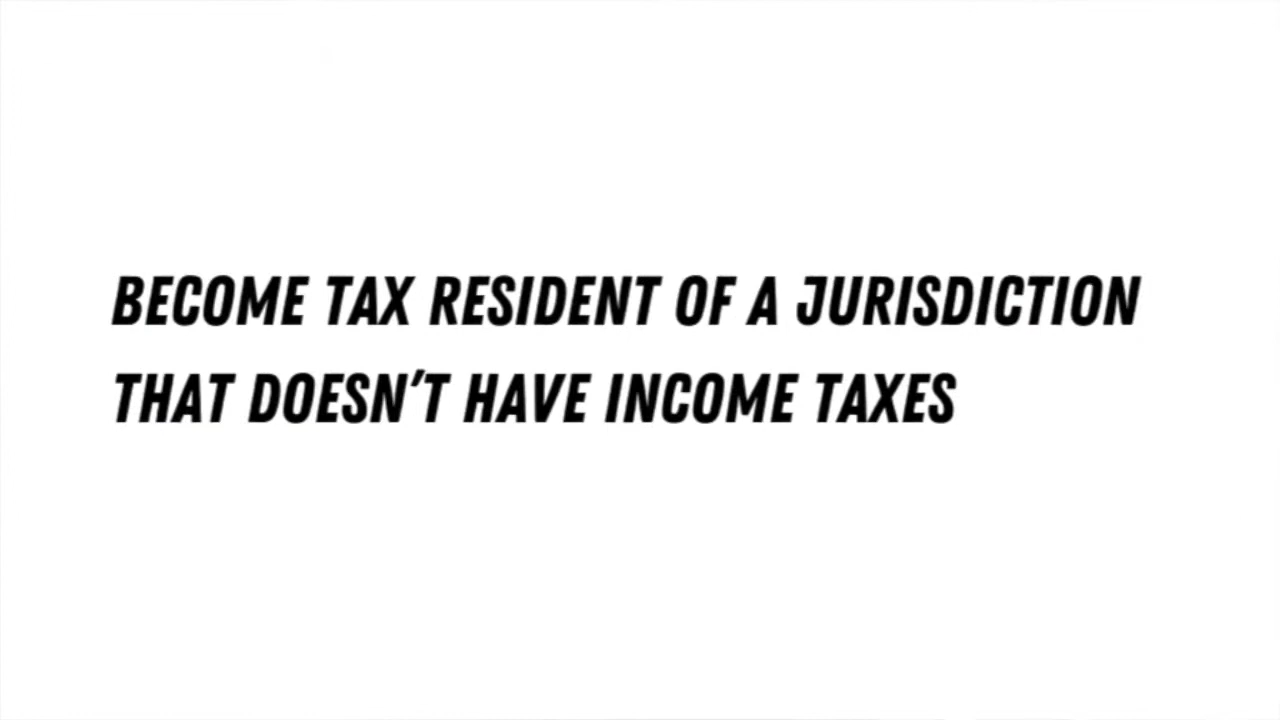 BECOME TAX RESIDENT OF A JURISDICTION
THAT DOESN'T HAVE INCOME TAXES